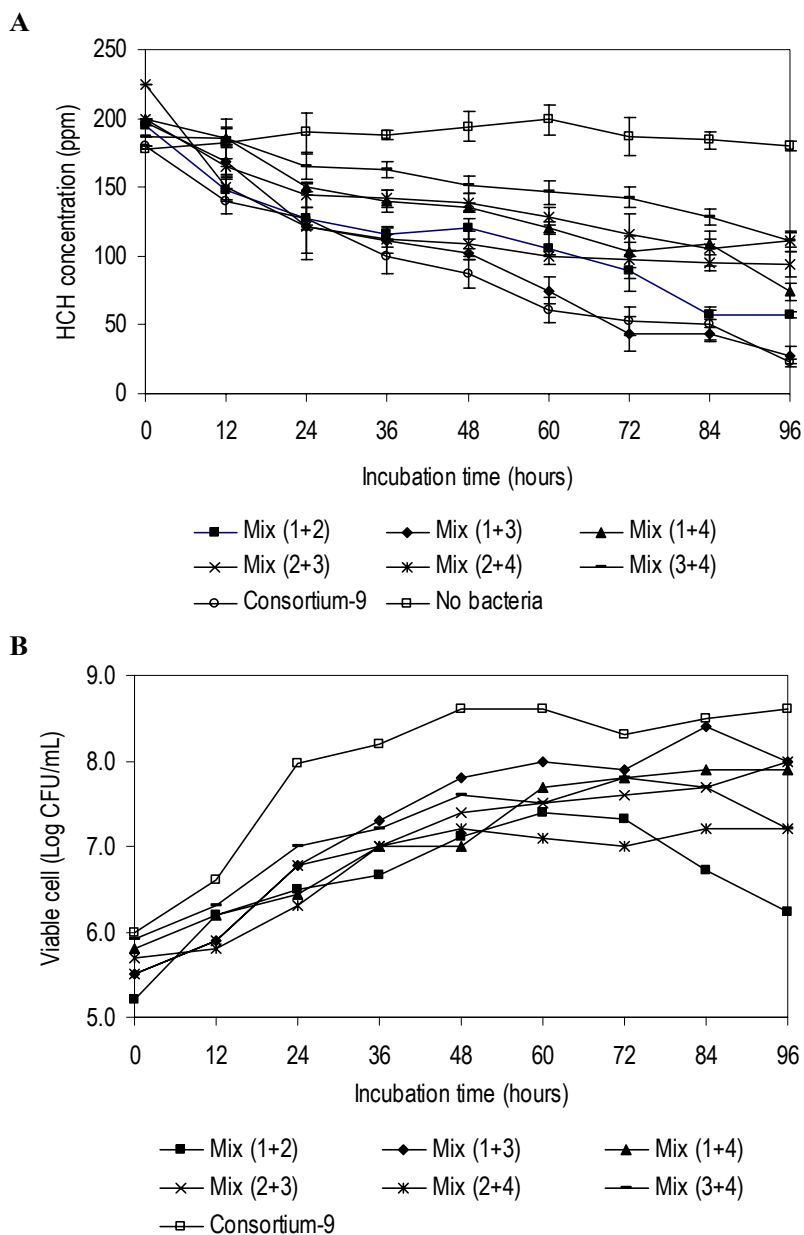 A
HCH concentration (ppm)
250
200
150
100
50
0
0 12 24 36 48 60 72 84 96
Incubation time (hours)
Mix (1+2) Mix (1+3) Mix (1+4)
Mix (2+3) Mix (2+4) Mix (3+4)
Consortium-9 No bacteria
B
Viable cell (Log CFU/mL)
9.0
8.0
7.0
6.0
5.0
0 12 24 36 48 60 72 84 96
Incubation time (hours)
Mix (1+2) Mix (1+3) Mix (1+4)
Mix (2+3) Mix (2+4) Mix (3+4)
Consortium-9